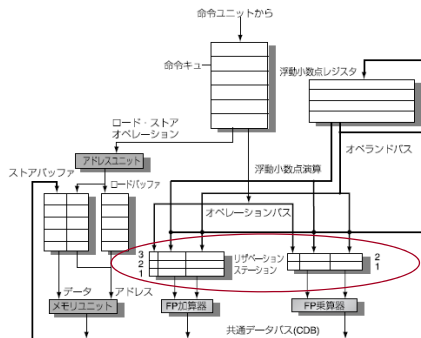 命令ユニットから
命令キュー
浮動小数点レジスタ
ロード・ストア
オペレーション
アドレスユニット
オペランドバス
ストアバッファ
ロードバッファ
浮動小数点演算
オペレーションバス
3
2
1
リザベーション
ステーション
2
1
データ
アドレス
メモリユニット
FP加算器
FP乗算器
共通データバス(CDB)